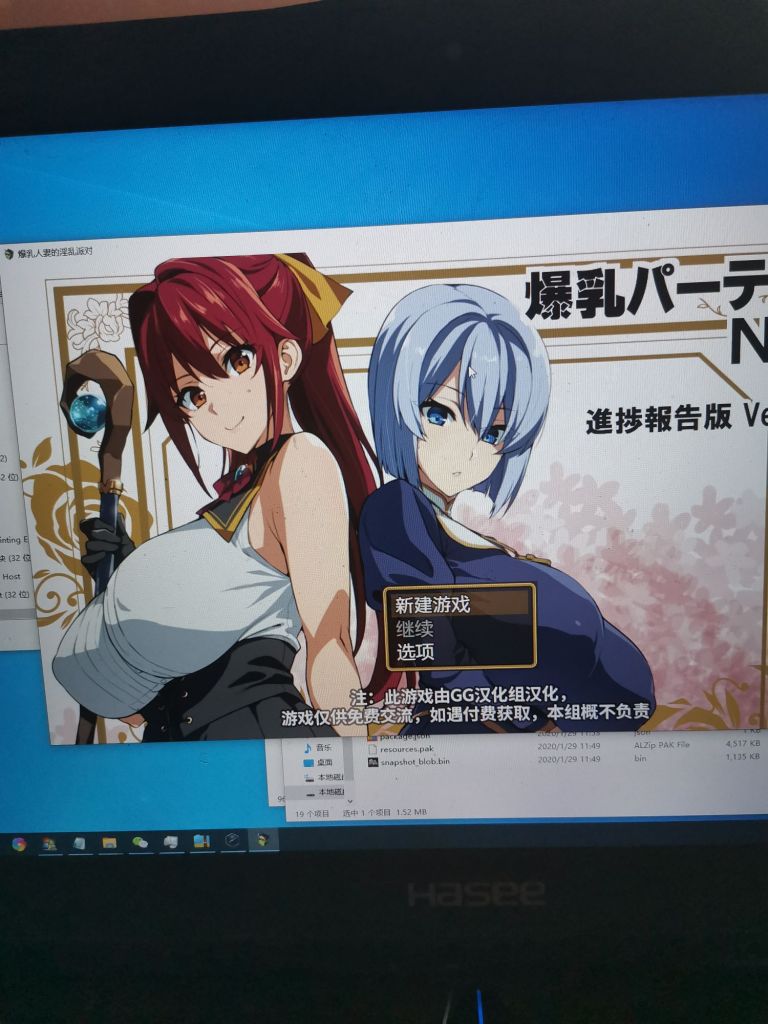 爆乳人妻的淫乱派对
爆乳パーテ
N
進捗報告版 Ve
2)
2 位)
inting E
快 (32 位
Host
t (32 位)
新建游戏
继续
选项
注：此游戏由GG汉化组汉化，
游戏仅供免费交流，如遇付费获取，本组概不负责
package.json 2020/1/29 11:35 json 1 KB
音乐 resources.pak 2020/1/29 11:49 ALZip PAK File 4,517 KB
桌面 snapshot_blob.bin 2020/1/29 11:49 bin 1,135 KB
本地磁
本地磁
96
19 个项目 选中 1 个项目 1.52 MB
Hasee